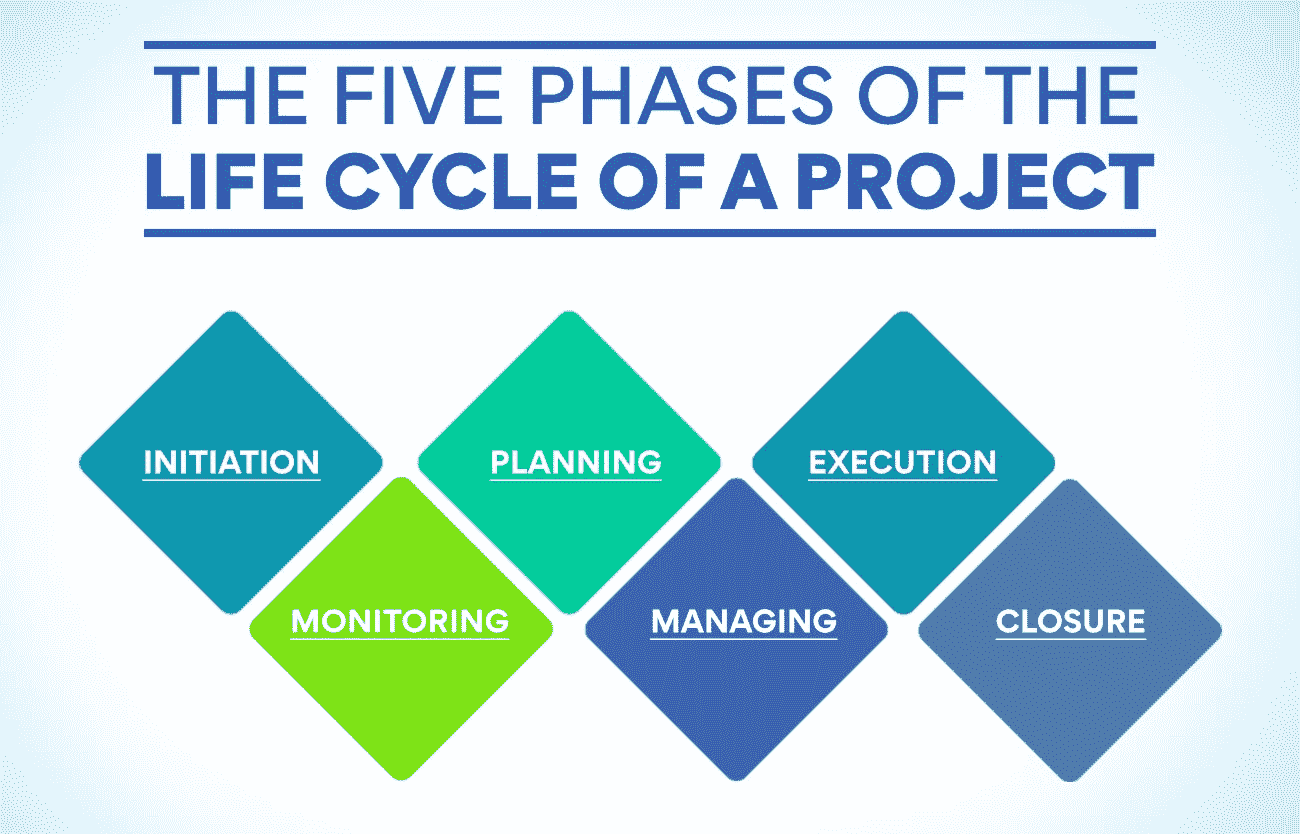 THE FIVE PHASES OF THE
LIFE CYCLE OF A PROJECT
INITIATION
PLANNING
EXECUTION
MONITORING
MANAGING
CLOSURE